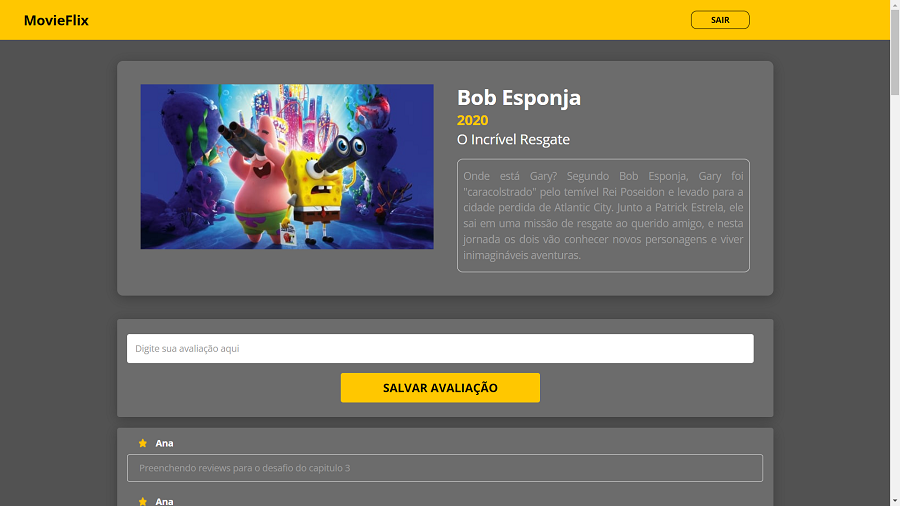 MovieFlix
SAIR
Bob Esponja
2020
O Incrível Resgate
Onde está Gary? Segundo Bob Esponja, Gary foi
"caracolstrado" pelo temível Rei Poseidon e levado para a
cidade perdida de Atlantic City. Junto a Patrick Estrela, ele
sai em uma missão de resgate ao querido amigo, e nesta
jornada os dois vão conhecer novos personagens e viver
inimagináveis aventuras.
Digite sua avaliação aqui
SALVAR AVALIAÇÃO
Ana
Preenchendo reviews para o desafio do capitulo 3
Ana